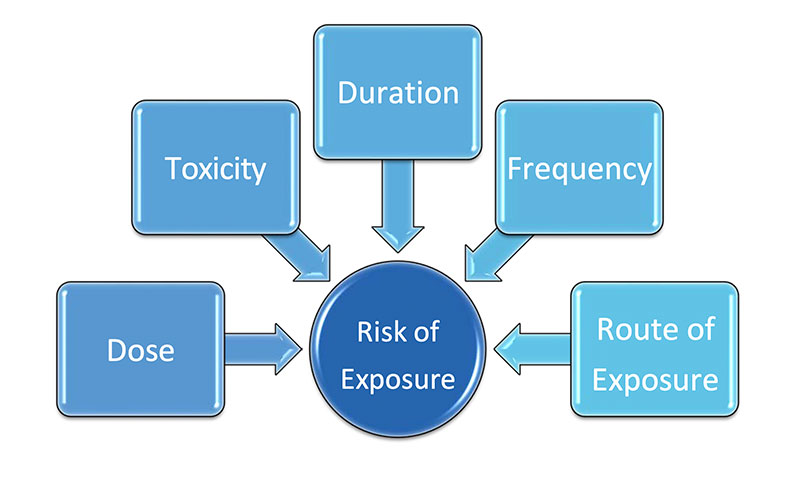 Duration
Toxicity
Frequency
Dose
Risk of
Exposure
Route of
Exposure